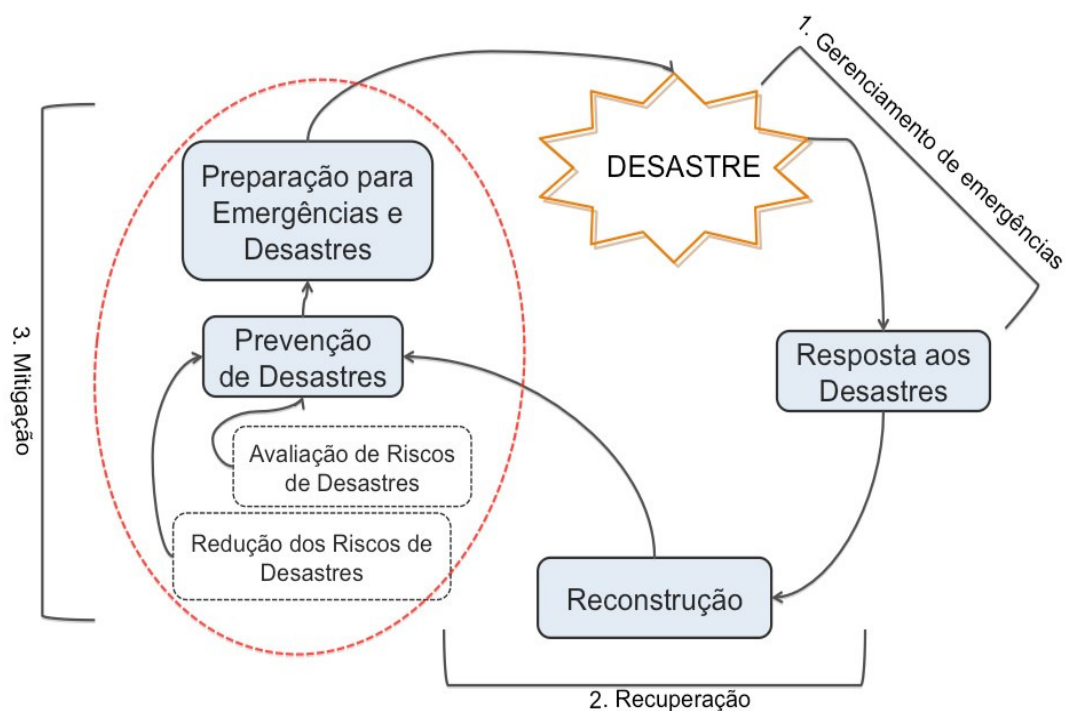 1. Gerenciamento de emergências
DESASTRE
Preparação para
Emergências e
Desastres
Prevenção
de Desastres
Resposta aos
Desastres
3. Mitigação
Avaliação de Riscos
de Desastres
Redução dos Riscos de
Desastres
Reconstrução
2. Recuperação